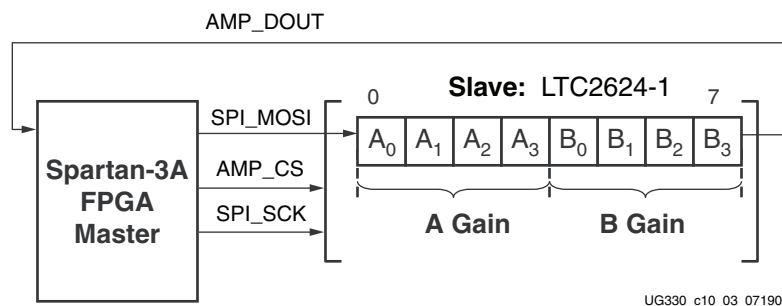 AMP_DOUT
Slave: LTC2624-1
0 7
SPI_MOSI
A0 A1 A2 A3 B0 B1 B2 B3
Spartan-3A
FPGA
Master
AMP_CS
SPI_SCK
A Gain B Gain
UG330_c10_03_07190